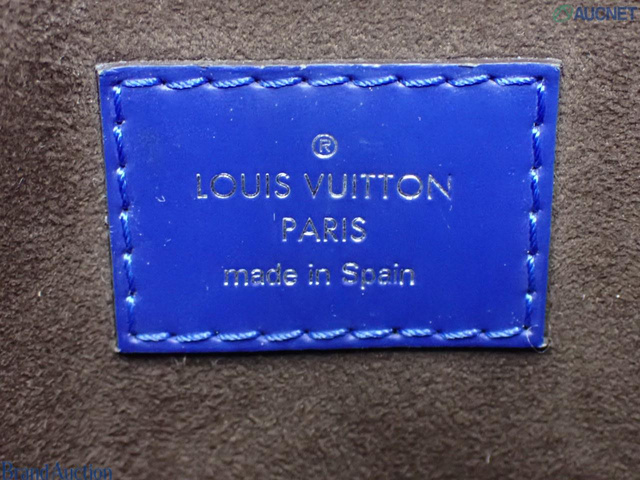 AUCNET
®
LOUIS VUITTON
PARIS
made in Spain
Brand Auction